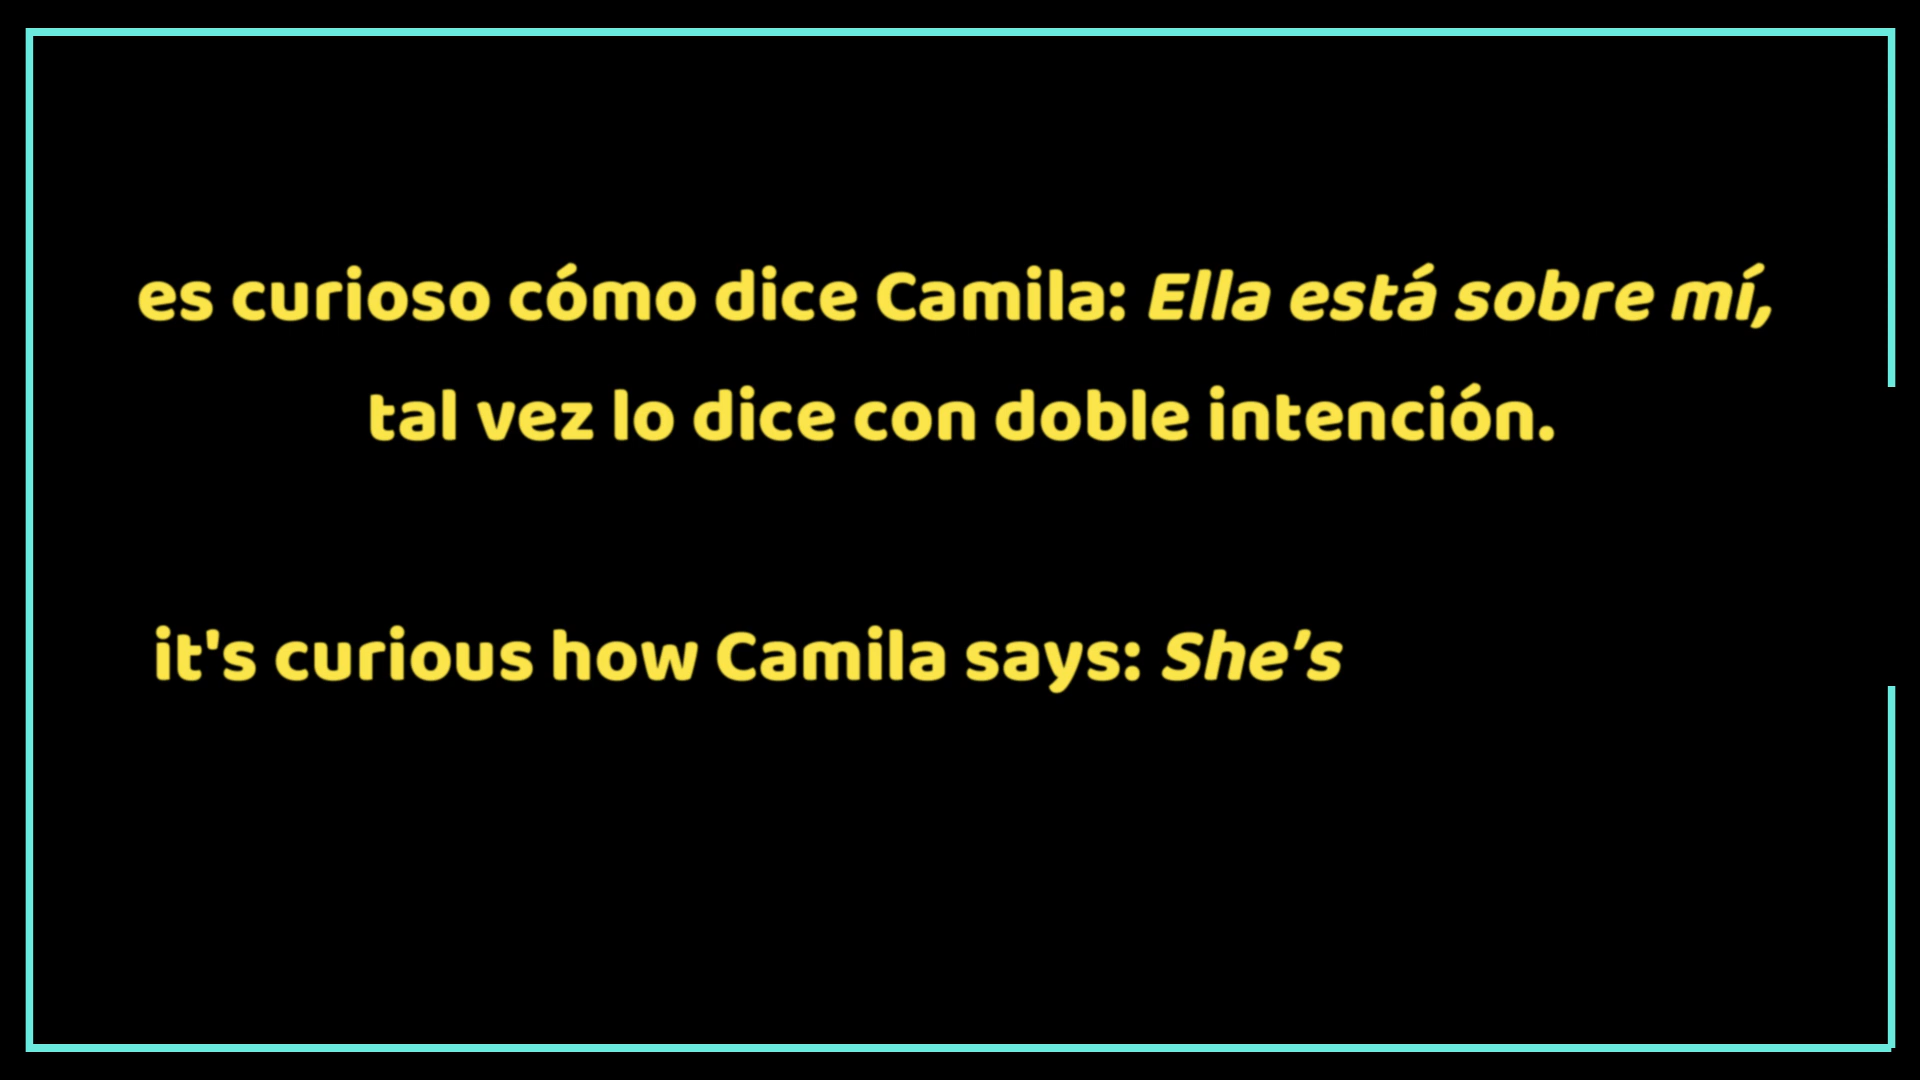 es curioso cómo dice Camila: Ella está sobre mí,
tal vez lo dice con doble intención.
it's curious how Camila says: She’s